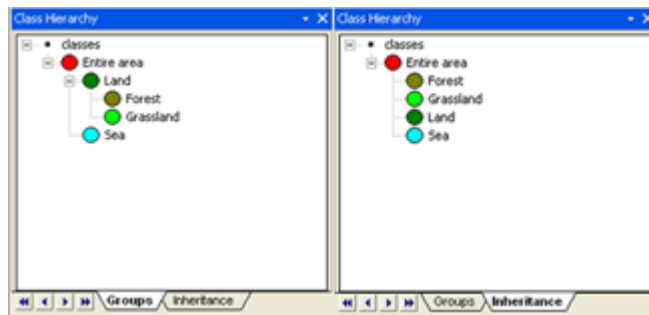 Class Hierarchy
classes
Entire area
Land
Forest
Grassland
Sea
Groups Inheritance
Class Hierarchy
classes
Entire area
Forest
Grassland
Land
Sea
Groups Inheritance